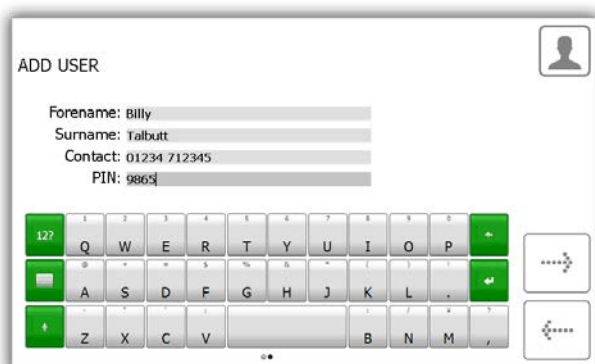 ADD USER
Forename: Billy
Surname: Talbutt
Contact: 01234 712345
PIN: 9865
12? Q W E R T Y U I O P
A S D F G H J K L .
Z X C V B N M ,